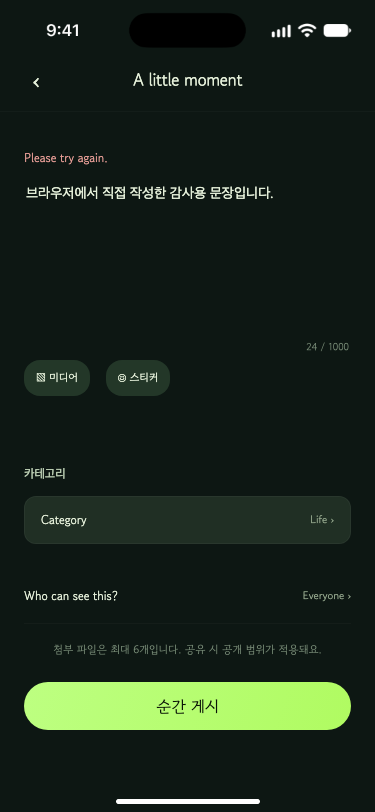 9:41
A little moment
Please try again.
브라우저에서 직접 작성한 감사용 문장입니다.
24 / 1000
미디어
스티커
카테고리
Category
Life ›
Who can see this?
Everyone ›
첨부 파일은 최대 6개입니다. 공유 시 공개 범위가 적용돼요.
순간 게시